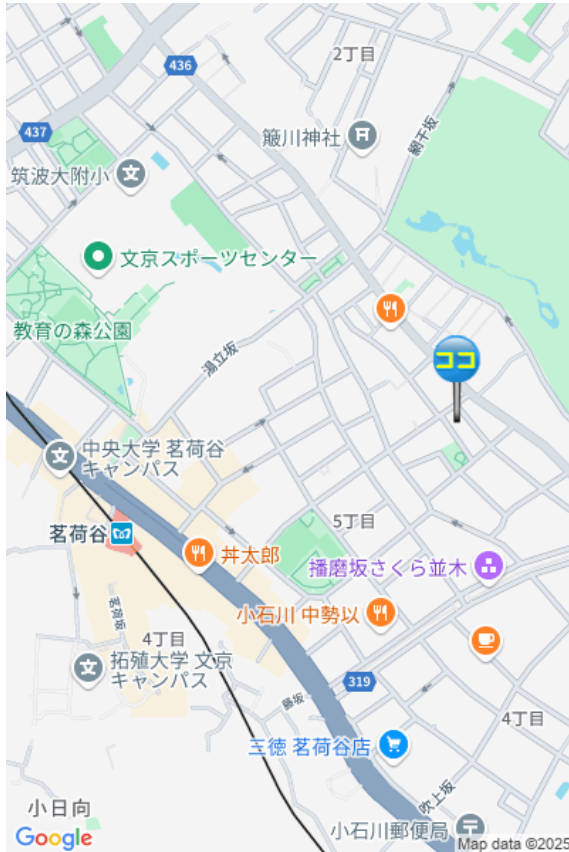 2丁目
436
437
簸川神社
網干坂
筑波大附小
文京スポーツセンター
教育の森公園
湯立坂
ココ
中央大学 茗荷谷
キャンパス
5丁目
茗荷谷
丼太郎
播磨坂さくら並木
茗荷坂
小石川 中勢以
4丁目
拓殖大学 文京
キャンパス
319
藤坂
4丁目
三徳 茗荷谷店
吹上坂
小日向
小石川郵便局
Google
Map data ©2025